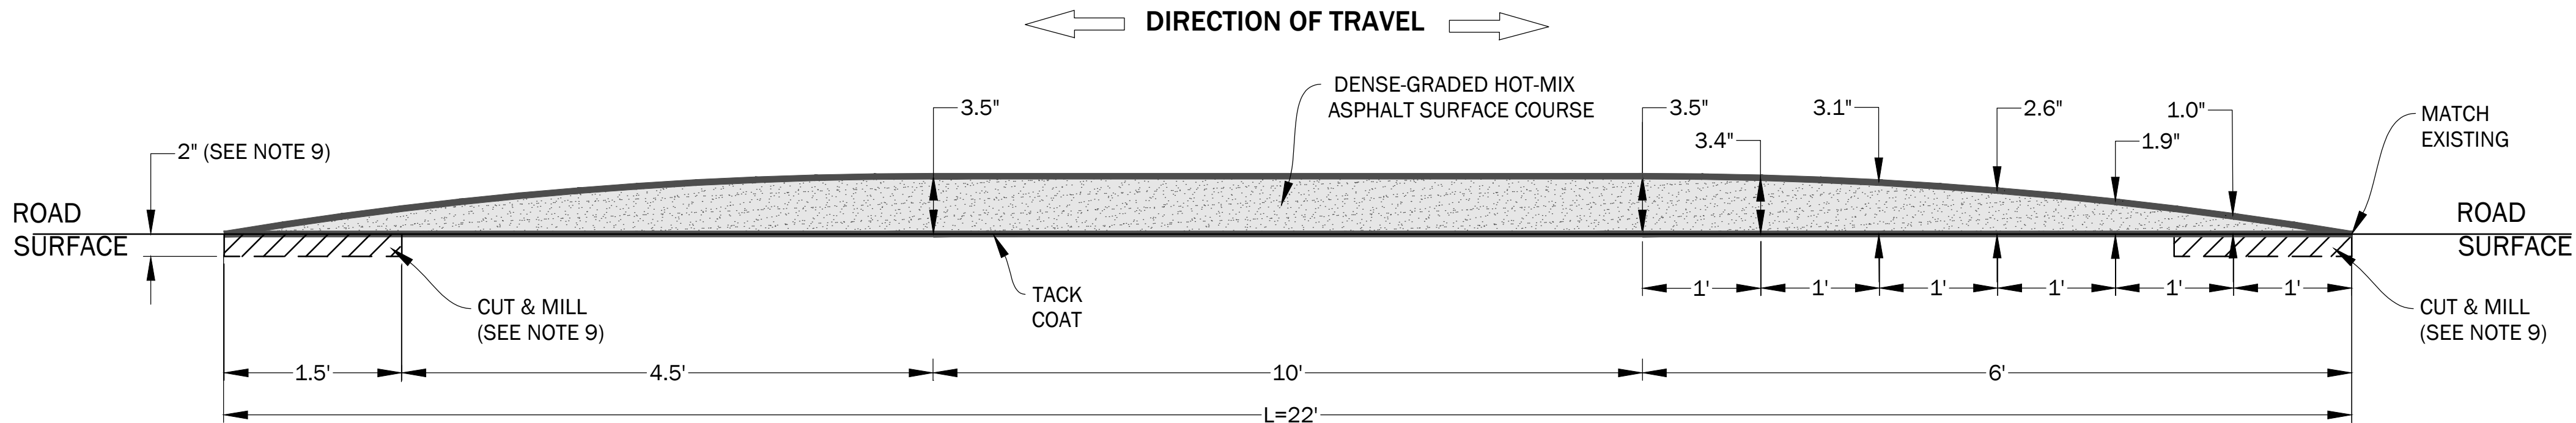 DIRECTION OF TRAVEL
DENSE-GRADED HOT-MIX
ASPHALT SURFACE COURSE
3.5"
3.5"
3.1"
2.6"
1.0"
MATCH
EXISTING
3.4"
1.9"
2" (SEE NOTE 9)
ROAD
SURFACE
ROAD
SURFACE
1'
1'
1'
1'
1'
1'
TACK
COAT
CUT & MILL
(SEE NOTE 9)
CUT & MILL
(SEE NOTE 9)
1.5'
4.5'
10'
6'
L=22'